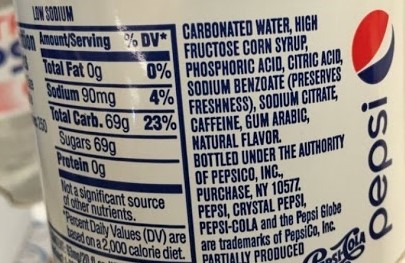 LOW SODIUM
Amount/Serving % DV*
Total Fat 0g 0%
Sodium 90mg 4%
Total Carb. 69g 23%
Sugars 69g
Protein 0g
Not a significant source
of other nutrients.
*Percent Daily Values (DV) are
based on a 2,000 calorie diet.
CARBONATED WATER, HIGH
FRUCTOSE CORN SYRUP,
PHOSPHORIC ACID, CITRIC ACID,
SODIUM BENZOATE (PRESERVES
FRESHNESS), SODIUM CITRATE,
CAFFEINE, GUM ARABIC,
NATURAL FLAVOR.
BOTTLED UNDER THE AUTHORITY
OF PEPSICO, INC.,
PURCHASE, NY 10577.
PEPSI, CRYSTAL PEPSI,
PEPSI-COLA and the Pepsi Globe
are trademarks of PepsiCo, Inc.
PARTIALLY PRODUCED
pepsi
PEPSI-COLA